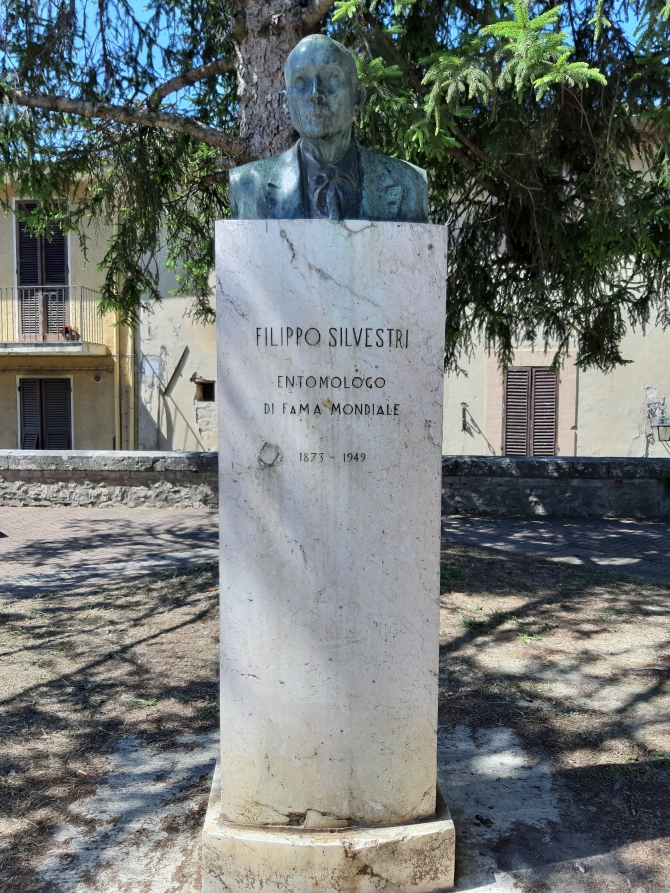 FILIPPO SILVESTRI
ENTOMOLOGO
DI FAMA MONDIALE
1873 - 1949